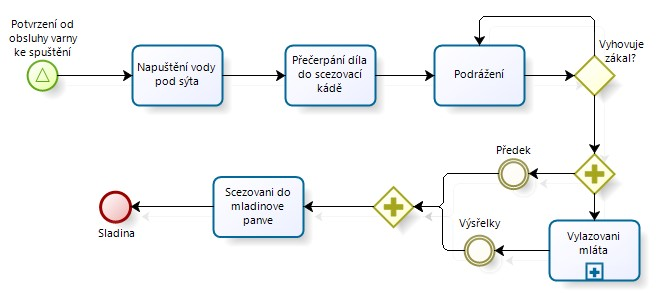 Potvrzení od
obsluhy varny
ke spuštění
Napuštění vody
pod sýta
Přečerpání díla
do scezovací
kádě
Podrážení
Vyhovuje
zákal?
Předek
Scezovani do
mladinove
panve
Sladina
Výsřelky
Vylazovani
mláta